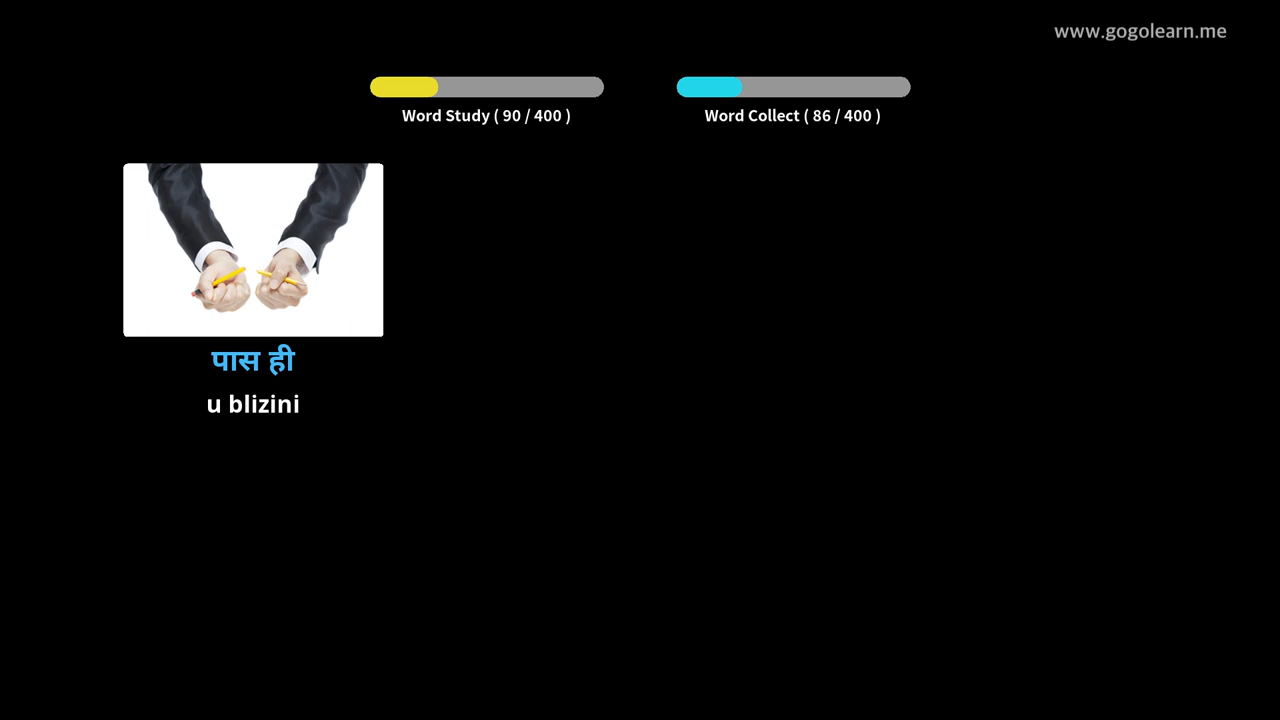 www.gogolearn.me
Word Study ( 90 / 400 )
Word Collect ( 86 / 400 )
पास ही
u blizini